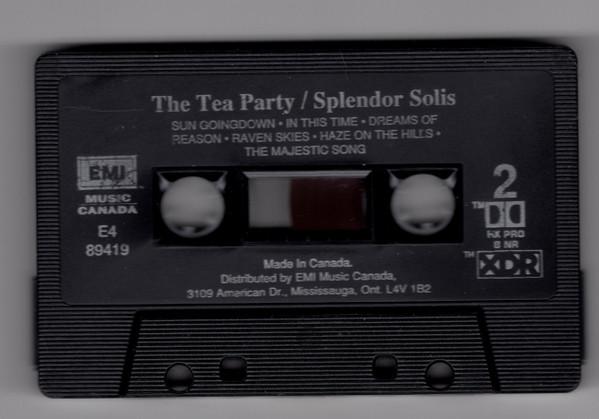 The Tea Party / Splendor Solis
SUN GOINGDOWN • IN THIS TIME • DREAMS OF
REASON • RAVEN SKIES • HAZE ON THE HILLS •
THE MAJESTIC SONG
EMI
MUSIC
CANADA
E4
89419
2
TM
HX PRO
B NR
TM XDR
Made In Canada.
Distributed by EMI Music Canada,
3109 American Dr., Mississauga, Ont. L4V 1B2